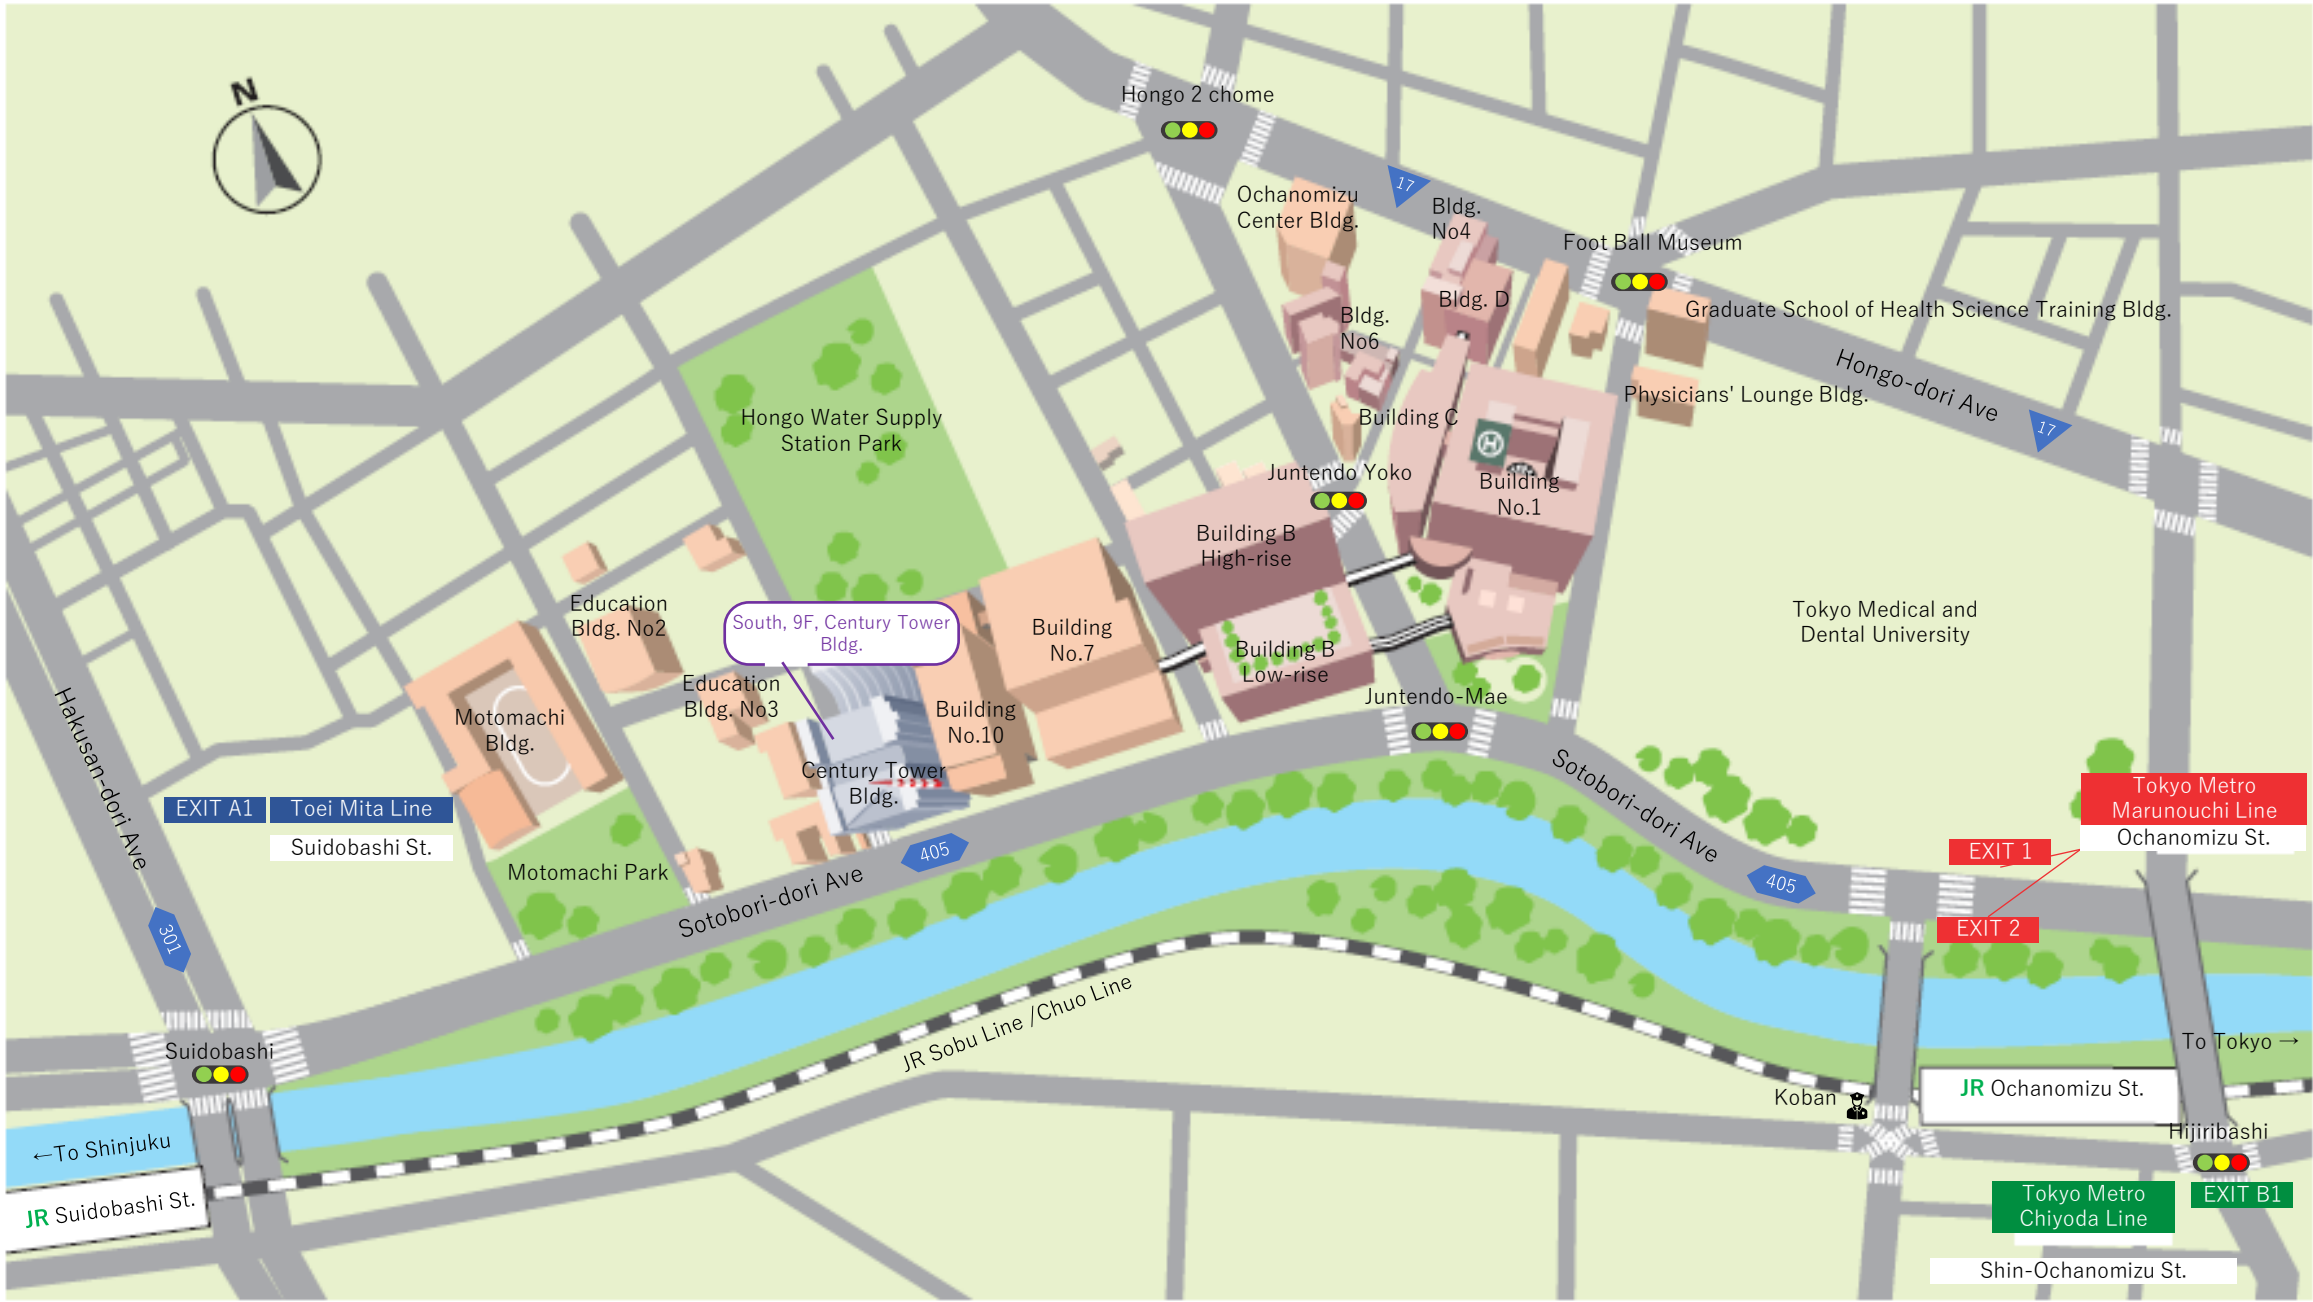 N
Hongo 2 chome
17
Ochanomizu
Center Bldg.
Bldg.
No4
Foot Ball Museum
Bldg. D
Graduate School of Health Science Training Bldg.
Bldg.
No6
Hongo-dori Ave
17
Physicians' Lounge Bldg.
Building C
Hongo Water Supply
Station Park
Juntendo Yoko
Building
No.1
Building B
High-rise
Education
Bldg. No2
South, 9F, Century Tower
Bldg.
Building
No.7
Tokyo Medical and
Dental University
Building B
Low-rise
Education
Bldg. No3
Juntendo-Mae
Motomachi
Bldg.
Building
No.10
Hakusan-dori Ave
Century Tower
Bldg.
Sotobori-dori Ave
Tokyo Metro
Marunouchi Line
Ochanomizu St.
EXIT A1
Toei Mita Line
Suidobashi St.
EXIT 1
405
Motomachi Park
405
Sotobori-dori Ave
EXIT 2
301
JR Sobu Line /Chuo Line
Suidobashi
To Tokyo →
JR Ochanomizu St.
Koban
←To Shinjuku
Hijiribashi
JR Suidobashi St.
Tokyo Metro
Chiyoda Line
EXIT B1
Shin-Ochanomizu St.
H